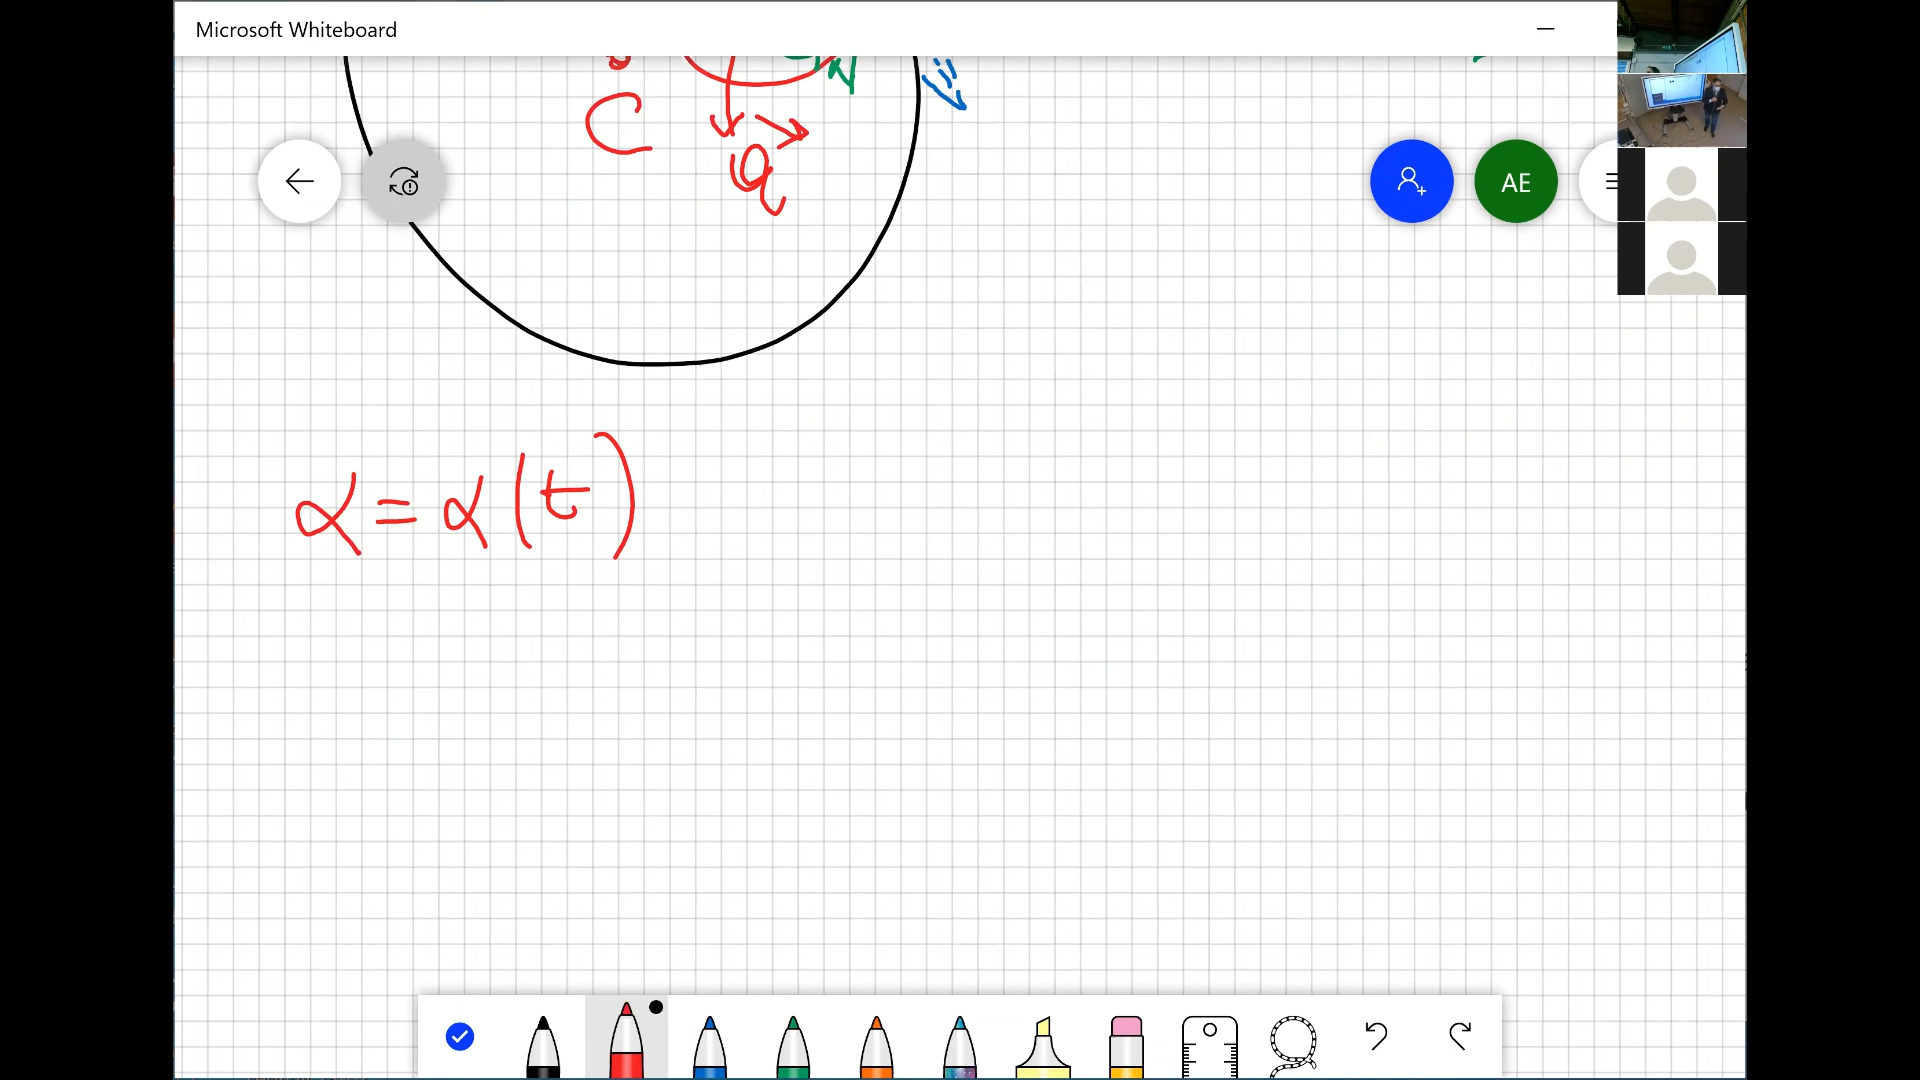 Microsoft Whiteboard
C
Q
AE
α = α (t)